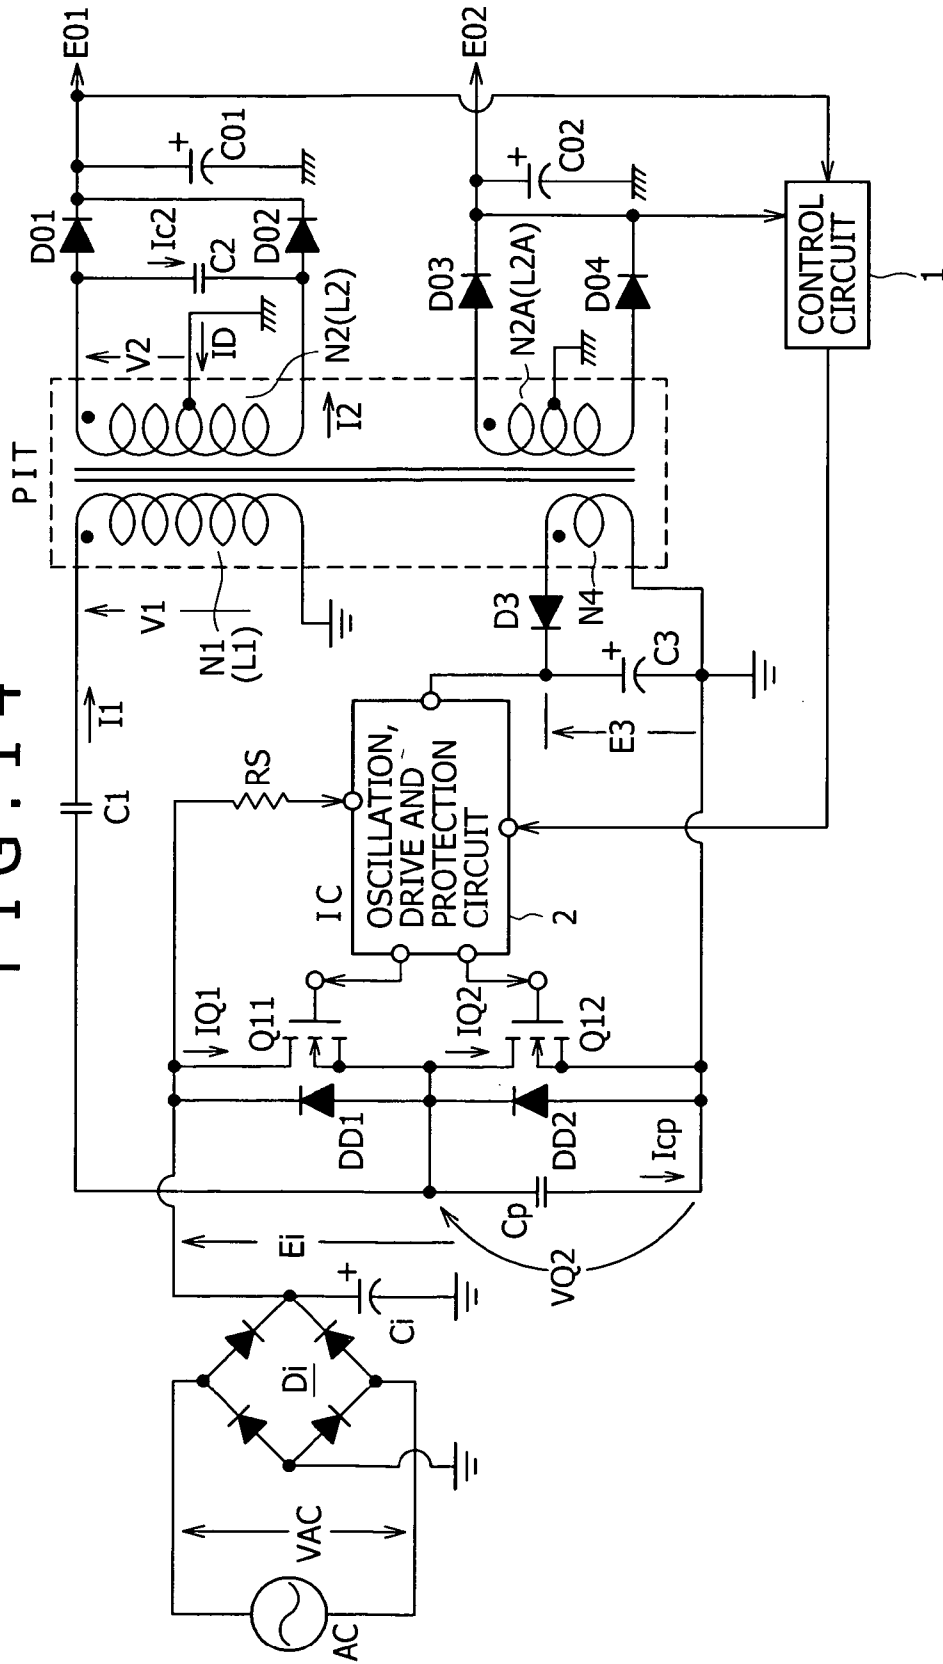 FIG.14
PIT
E01
D01
C01
+
Ic2
C2
D02
V2
ID
N2(L2)
I2
E02
D03
C02
+
N2A(L2A)
D04
CONTROL
CIRCUIT
1
V1
N1
(L1)
I1
C1
D3
N4
C3
+
E3
RS
IC
OSCILLATION,
DRIVE AND
PROTECTION
CIRCUIT
2
IQ1
Q11
IQ2
Q12
DD1
DD2
Cp
Icp
VQ2
Ei
Ci
+
Di
VAC
AC